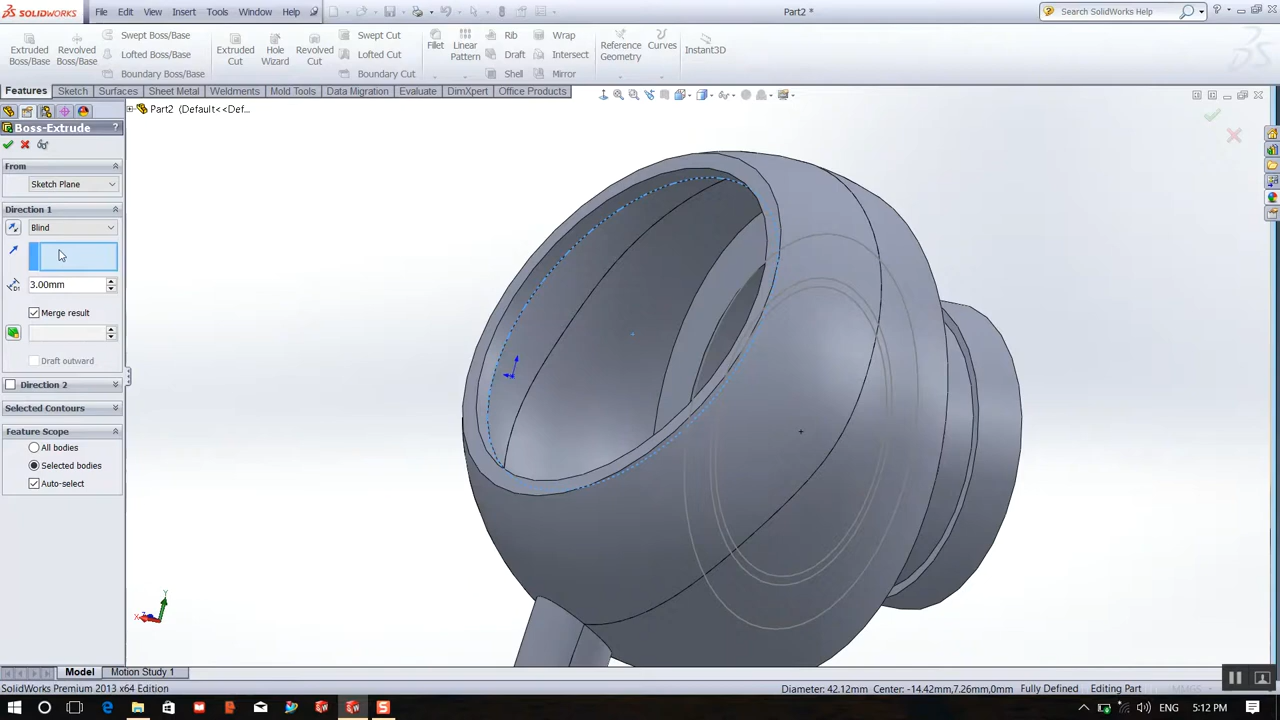 SOLIDWORKS File Edit View Insert Tools Window Help Part2 * Search SolidWorks Help
Extruded Boss/Base
Revolved Boss/Base
Swept Boss/Base
Lofted Boss/Base
Boundary Boss/Base
Extruded Cut
Hole Wizard
Revolved Cut
Swept Cut
Lofted Cut
Boundary Cut
Fillet
Linear Pattern
Rib
Draft
Shell
Wrap
Intersect
Mirror
Reference Geometry
Curves
Instant3D
Features Sketch Surfaces Sheet Metal Weldments Mold Tools Data Migration Evaluate DimXpert Office Products
Part2 (Default<<Def...
Boss-Extrude ?
From
Sketch Plane
Direction 1
Blind
3.00mm
Merge result
Draft outward
Direction 2
Selected Contours
Feature Scope
All bodies
Selected bodies
Auto-select
Y
X
Z
Model Motion Study 1
SolidWorks Premium 2013 x64 Edition Diameter: 42.12mm Center: -14.42mm,7.26mm,0mm Fully Defined Editing Part MMGS
ENG 5:12 PM